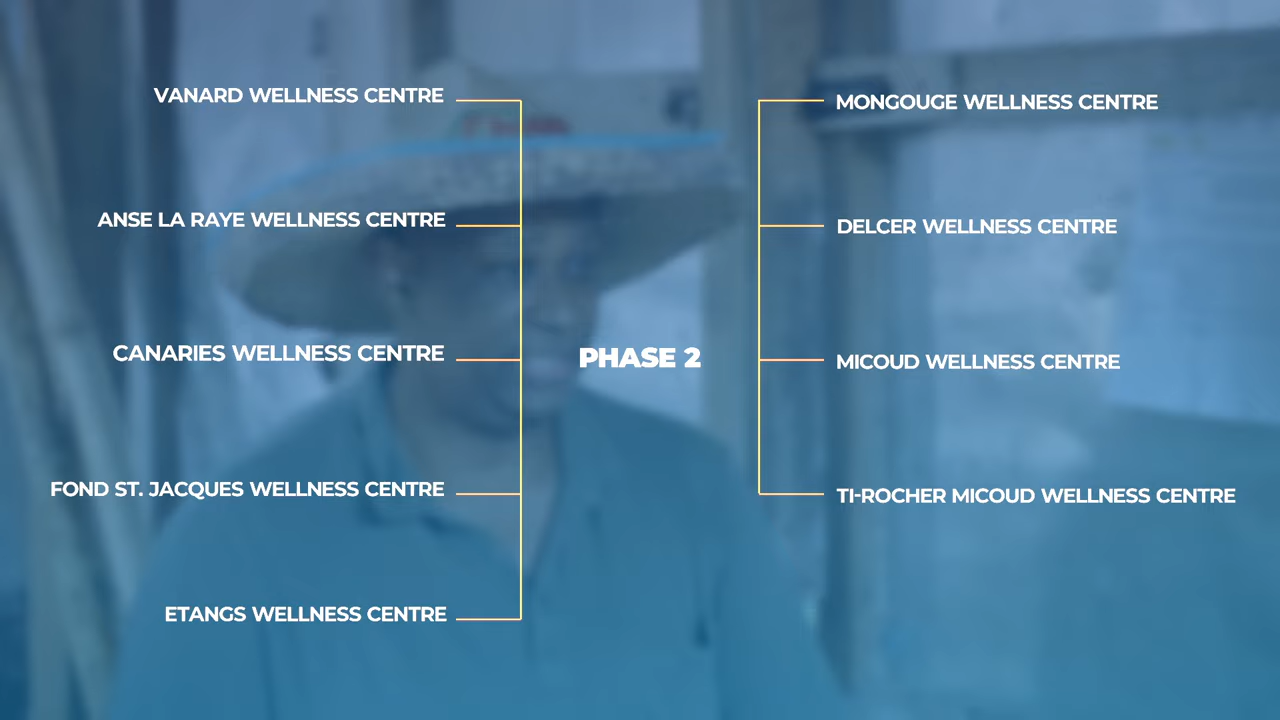 VANARD WELLNESS CENTRE
ANSE LA RAYE WELLNESS CENTRE
CANARIES WELLNESS CENTRE
FOND ST. JACQUES WELLNESS CENTRE
ETANGS WELLNESS CENTRE
PHASE 2
MONGOUGE WELLNESS CENTRE
DELCER WELLNESS CENTRE
MICOUD WELLNESS CENTRE
TI-ROCHER MICOUD WELLNESS CENTRE